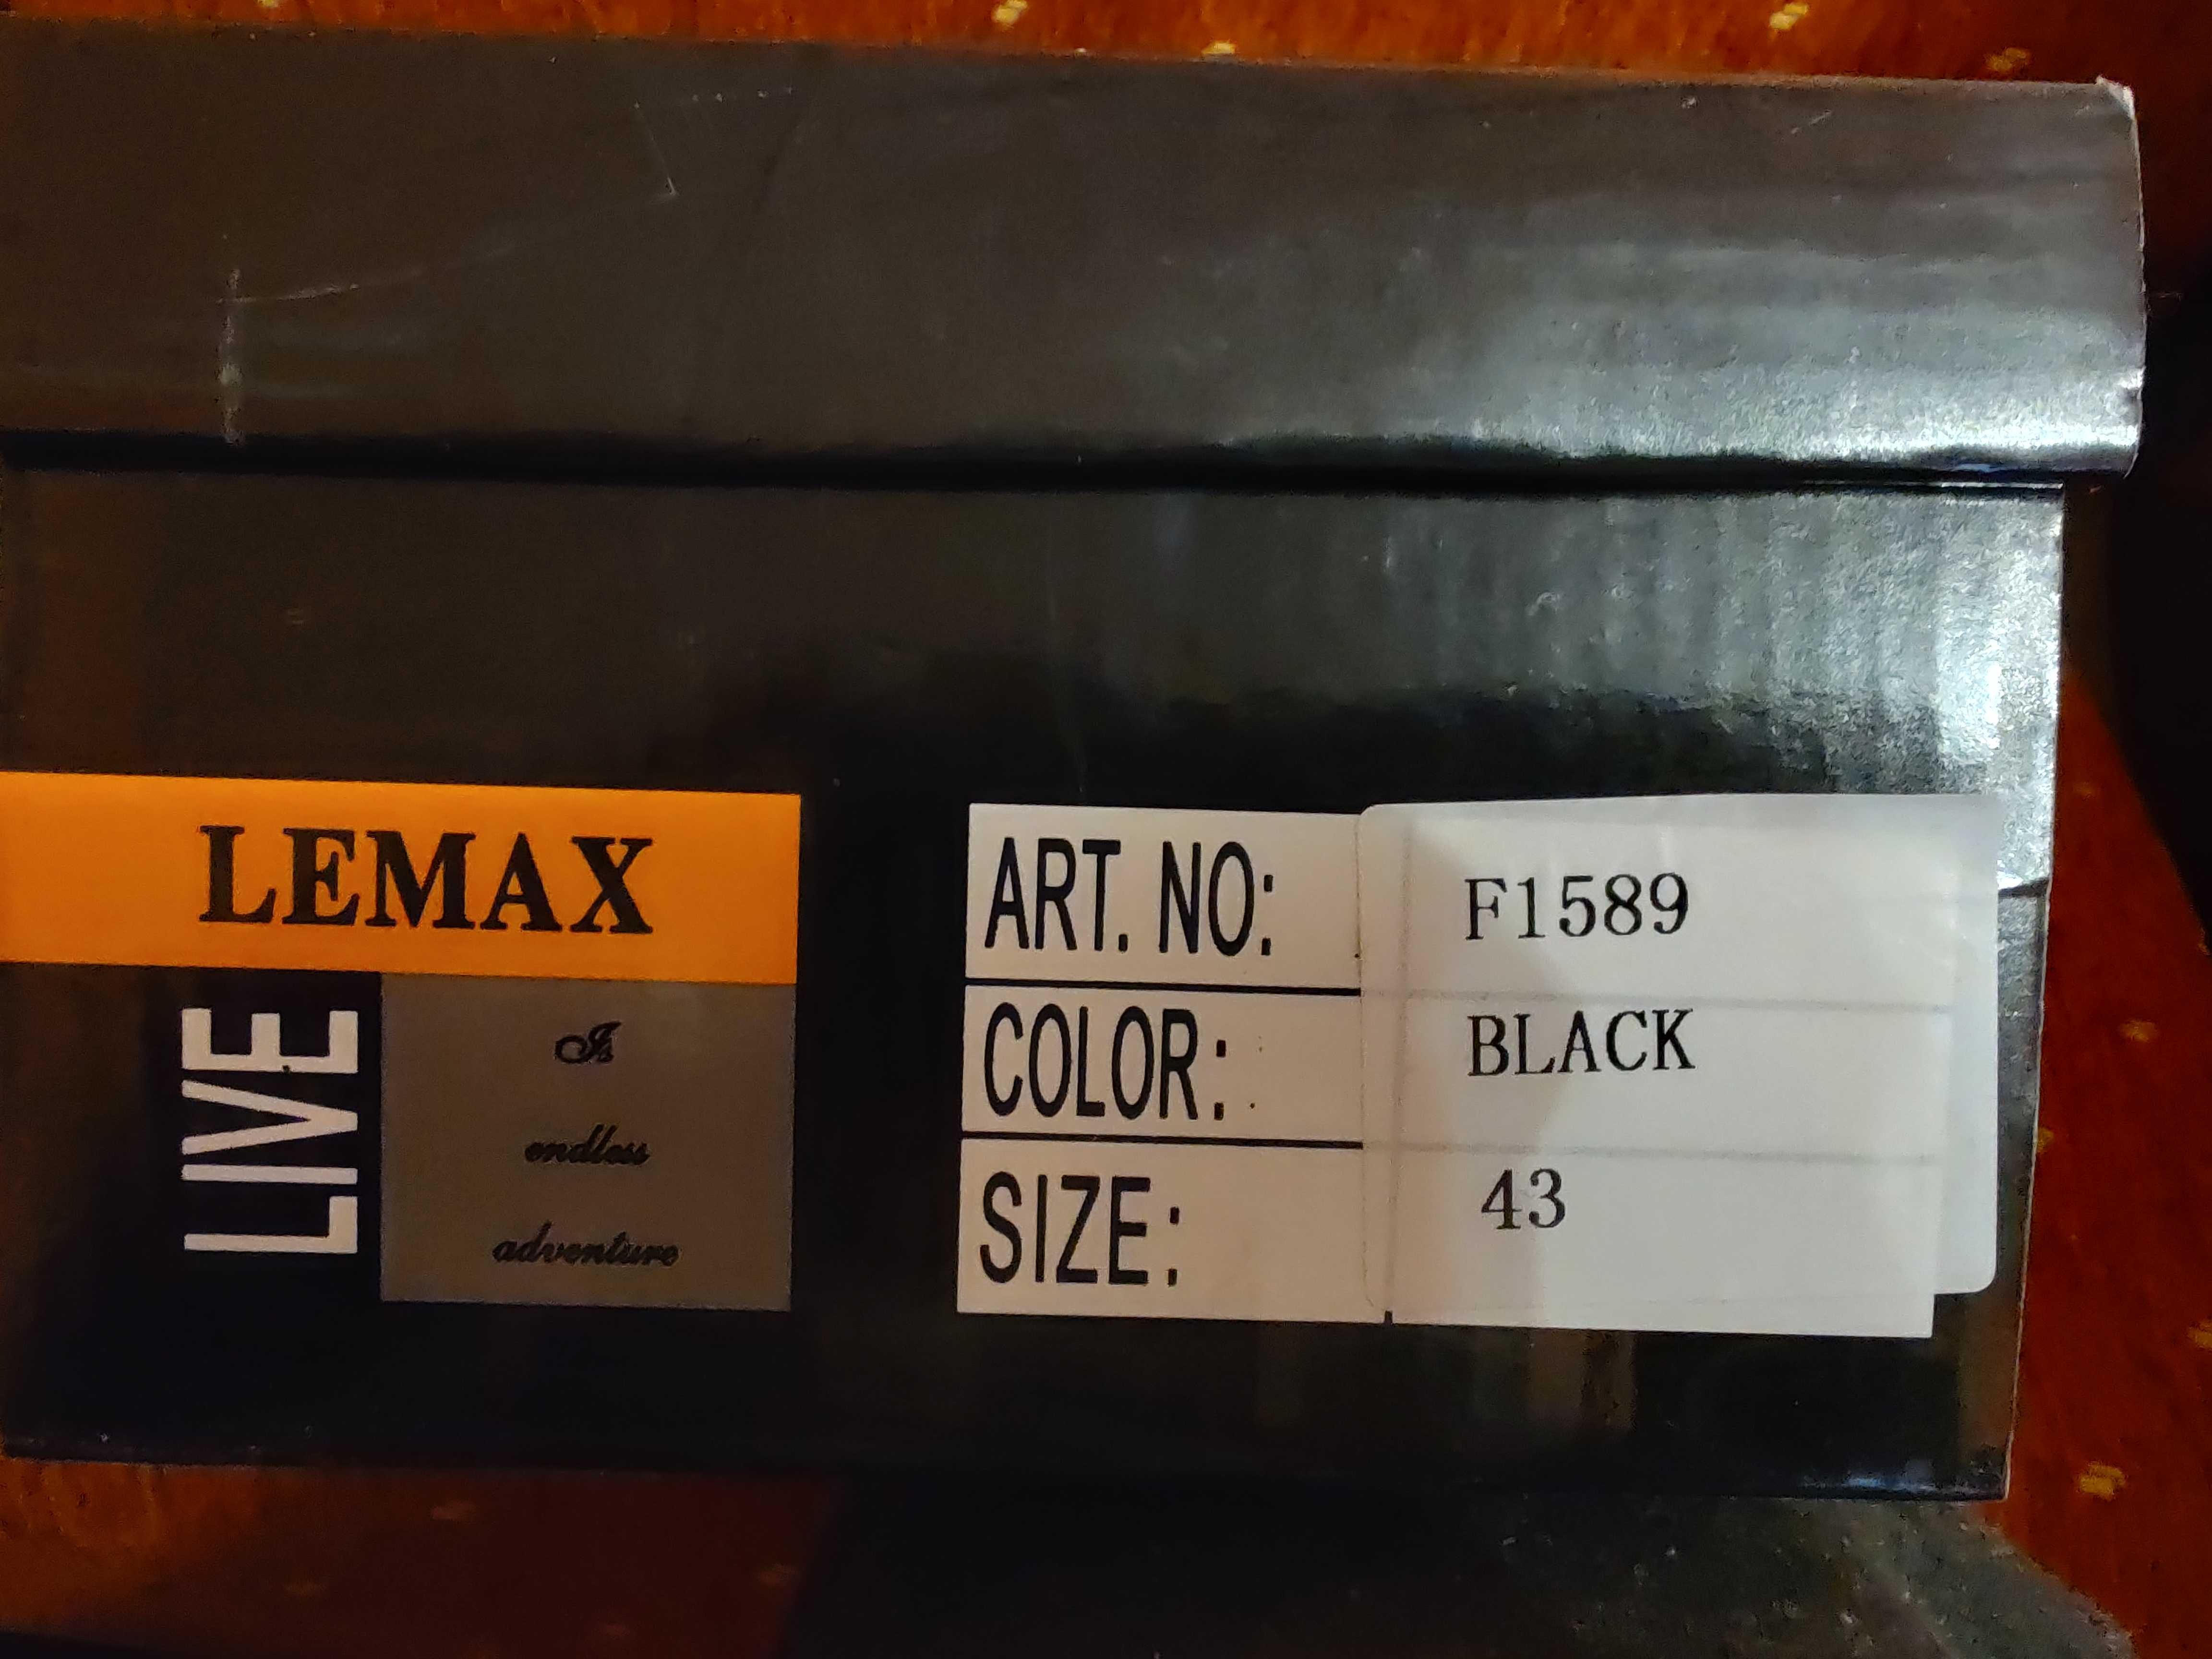 LEMAX
LIVE
Is
endless
adventure
ART. NO: F1589
COLOR: BLACK
SIZE: 43